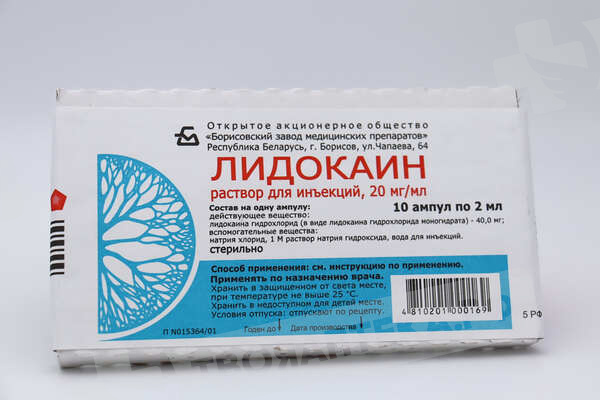 Открытое акционерное общество
«Борисовский завод медицинских препаратов»
Республика Беларусь, г. Борисов, ул.Чапаева, 64
ЛИДОКАИН
раствор для инъекций, 20 мг/мл
10 ампул по 2 мл
Состав на одну ампулу:
действующее вещество:
лидокаина гидрохлорид (в виде лидокаина гидрохлорида моногидрата) - 40,0 мг;
вспомогательные вещества:
натрия хлорид, 1 М раствор натрия гидроксида, вода для инъекций.
стерильно
Способ применения: см. инструкцию по применению.
Применять по назначению врача.
Хранить в защищенном от света месте,
при температуре не выше 25 °С.
Хранить в недоступном для детей месте.
Условия отпуска: отпускают по рецепту.
4 810201 000169
5 РФ
П N015364/01
Годен до
Дата производства